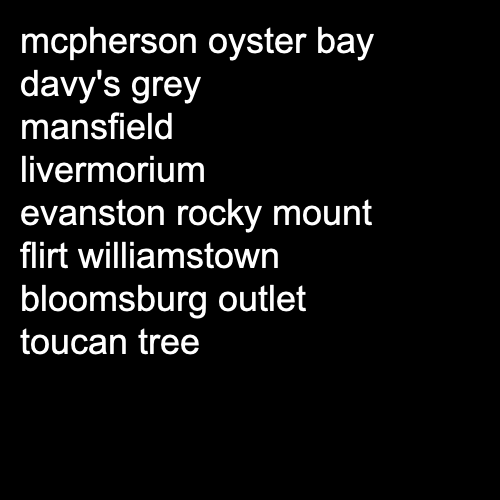 mcpherson oyster bay
davy's grey
mansfield
livermorium
evanston rocky mount
flirt williamstown
bloomsburg outlet
toucan tree